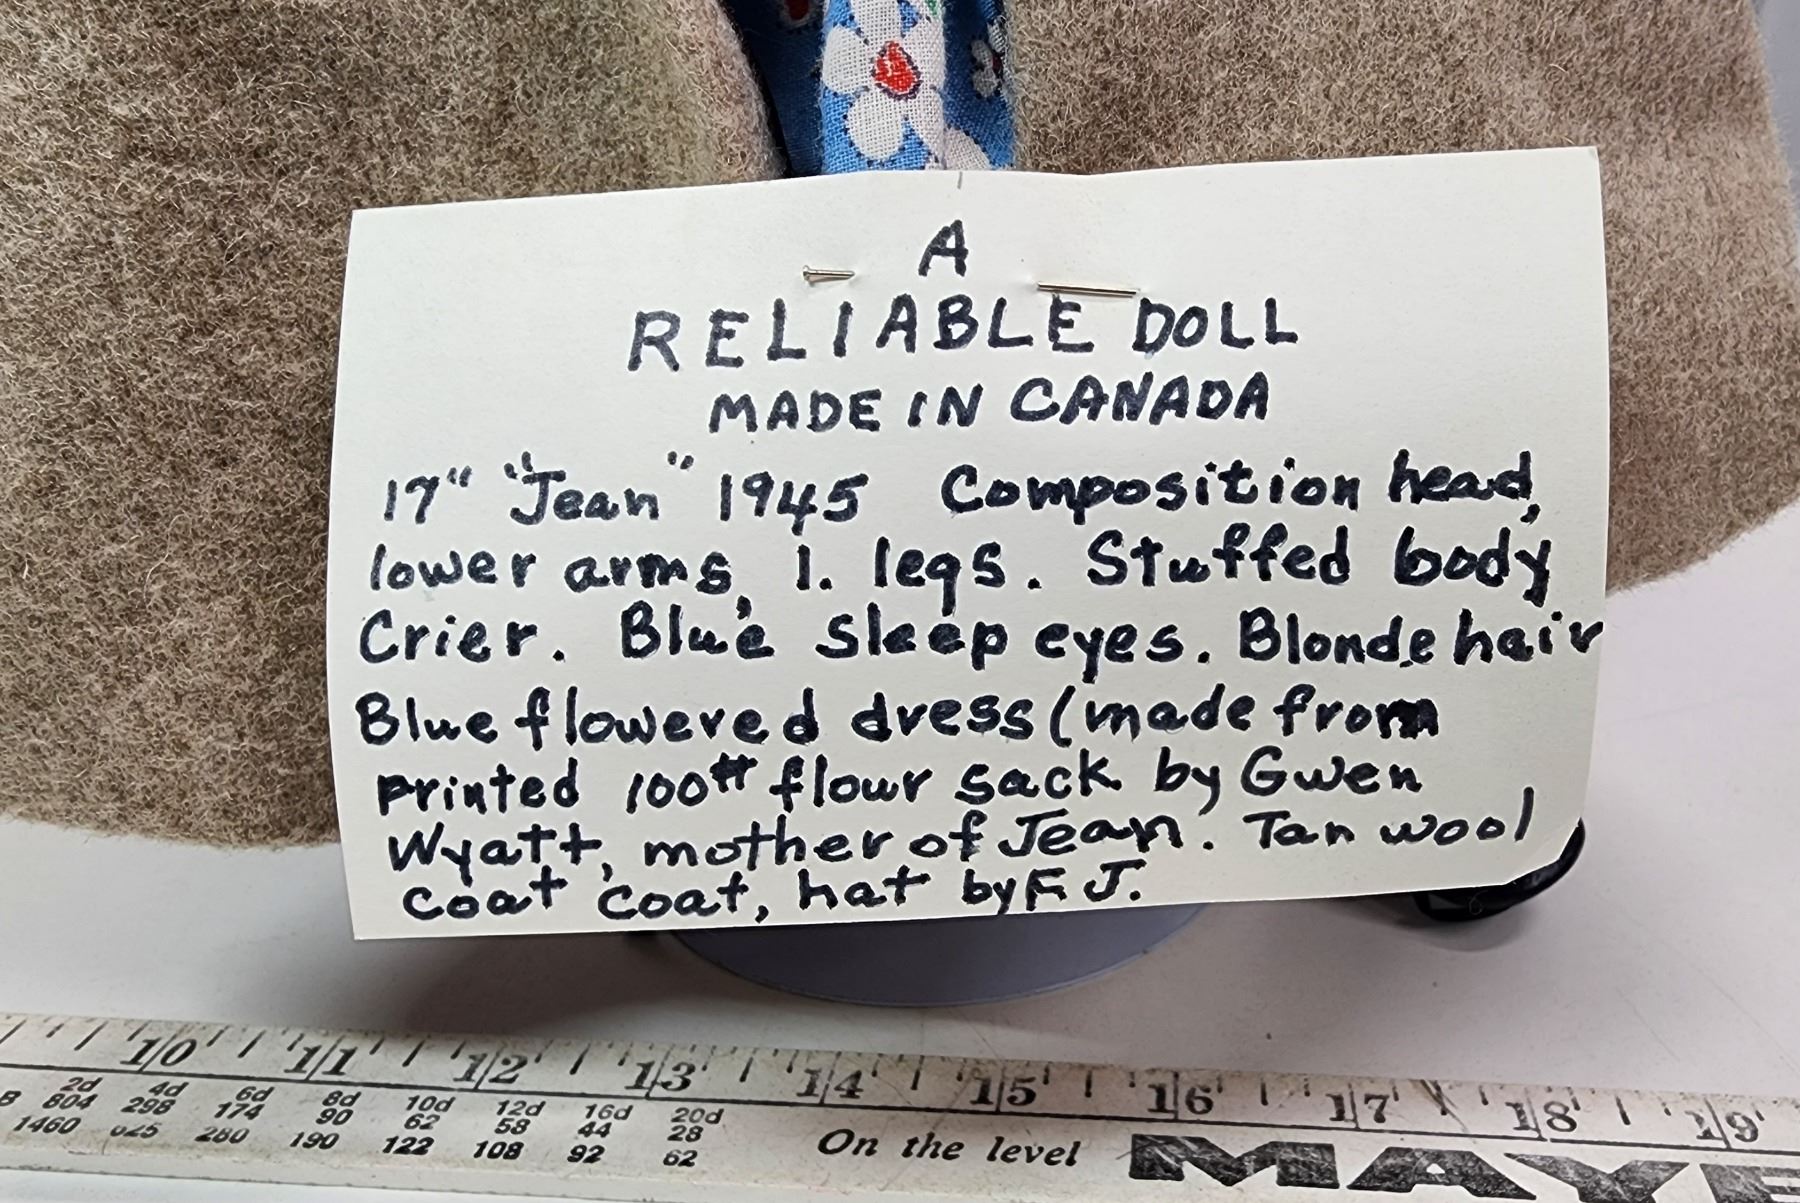 A
RELIABLE DOLL
MADE IN CANADA
17" "Jean" 1945 Composition head,
lower arms, l. legs. Stuffed body
Crier. Blue sleep eyes. Blonde hair
Blue flowered dress (made from
printed 100# flour sack by Gwen
Wyatt, mother of Jean. Tan wool
coat coat, hat by F. J.
10 11 12 13 14 15 16 17 18 19
2d 4d 6d 8d 10d 12d 16d 20d
804 298 174 90 62 58 44 28
1460 280 190 122 108 92 62
On the level